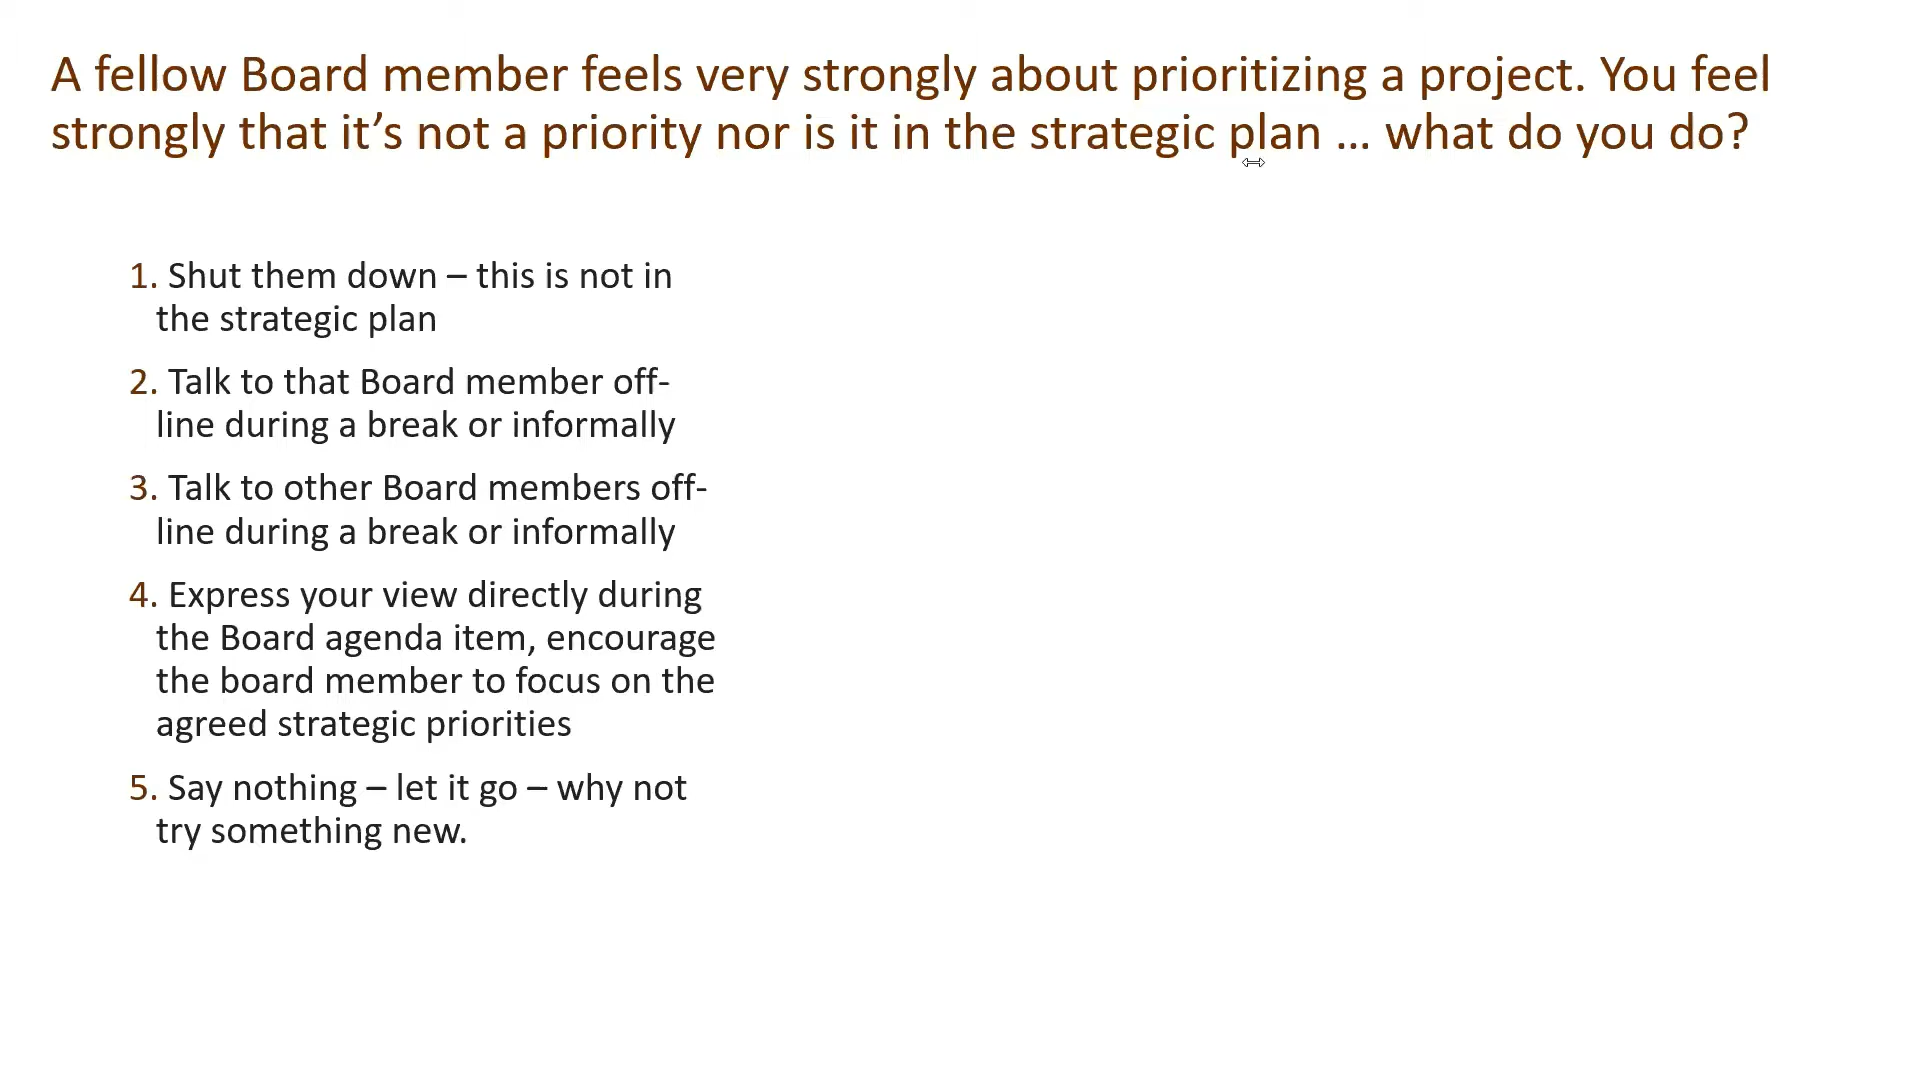 A fellow Board member feels very strongly about prioritizing a project. You feel
strongly that it’s not a priority nor is it in the strategic plan … what do you do?
1. Shut them down – this is not in
the strategic plan
2. Talk to that Board member off-
line during a break or informally
3. Talk to other Board members off-
line during a break or informally
4. Express your view directly during
the Board agenda item, encourage
the board member to focus on the
agreed strategic priorities
5. Say nothing – let it go – why not
try something new.